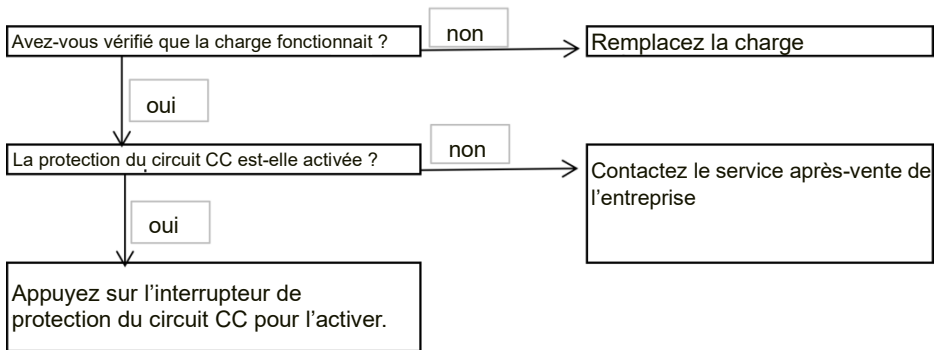 Avez-vous vérifié que la charge fonctionnait ?
non
Remplacez la charge
oui
La protection du circuit CC est-elle activée ?
non
Contactez le service après-vente de
l’entreprise
oui
Appuyez sur l’interrupteur de
protection du circuit CC pour l’activer.